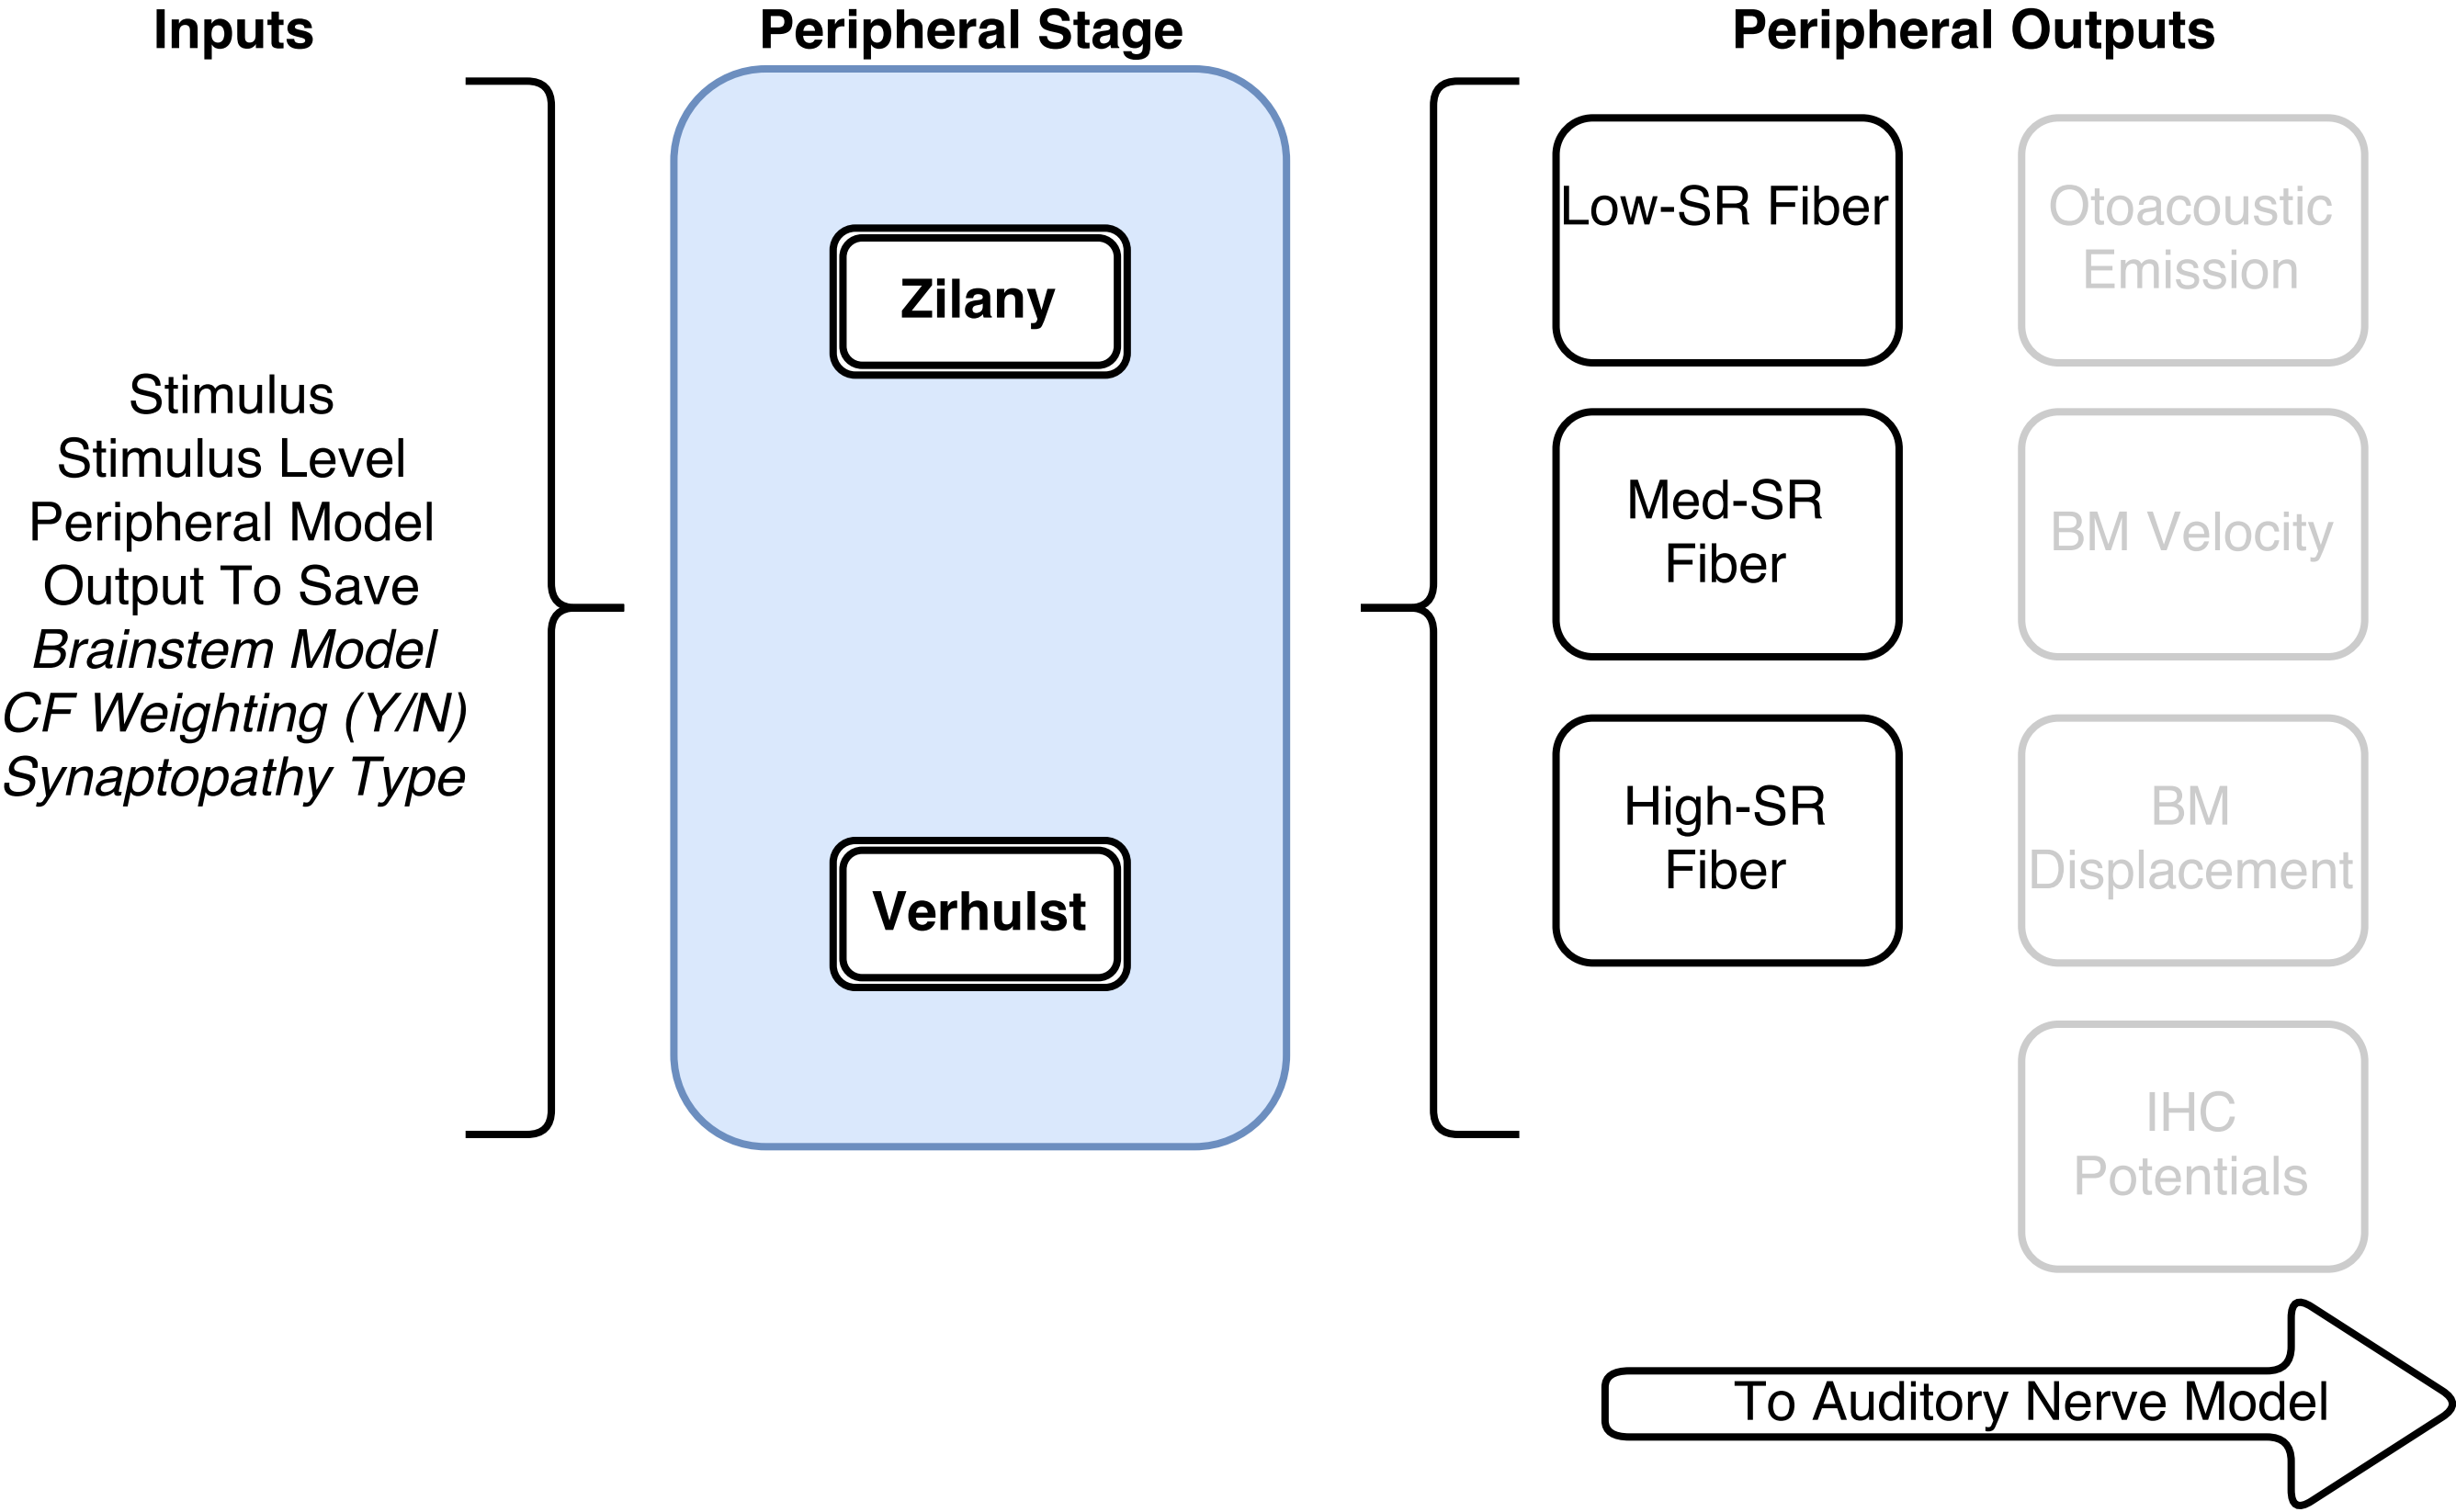 Inputs
Peripheral Stage
Peripheral Outputs
Stimulus
Stimulus Level
Peripheral Model
Output To Save
Brainstem Model
CF Weighting (Y/N)
Synaptopathy Type
Zilany
Verhulst
Low-SR Fiber
Med-SR
Fiber
High-SR
Fiber
Otoacoustic
Emission
BM Velocity
BM
Displacement
IHC
Potentials
To Auditory Nerve Model